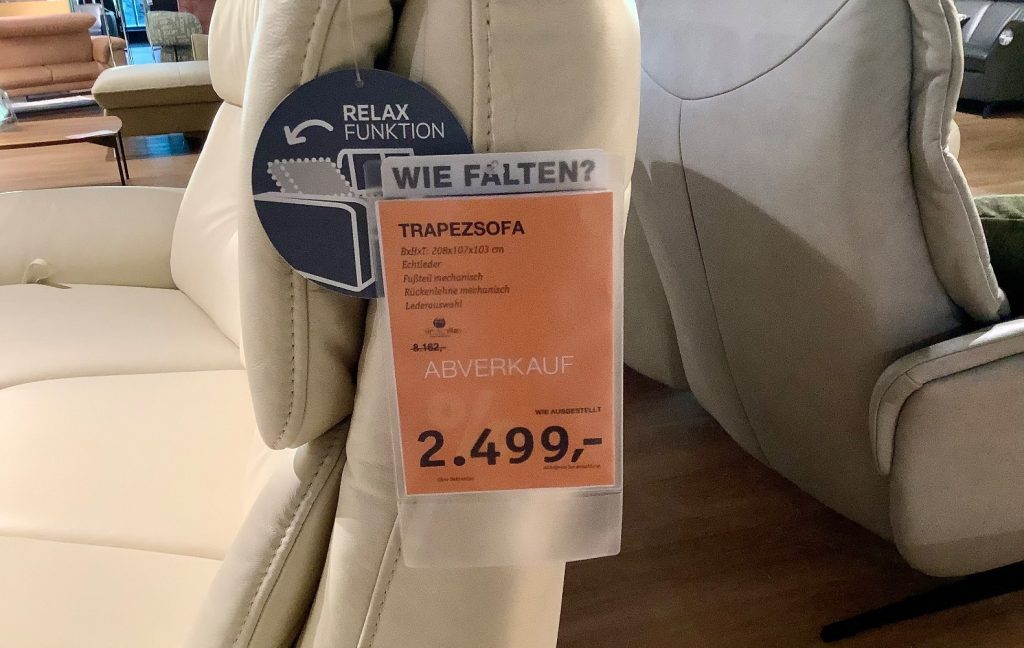 RELAX
FUNKTION
WIE FALTEN?
TRAPEZSOFA
BxHxT: 208x107x103 cm
Echtleder
Fußteil mechanisch
Rückenlehne mechanisch
Lederauswahl
8.162,-
ABVERKAUF
%
WIE AUSGESTELLT
2.499,-